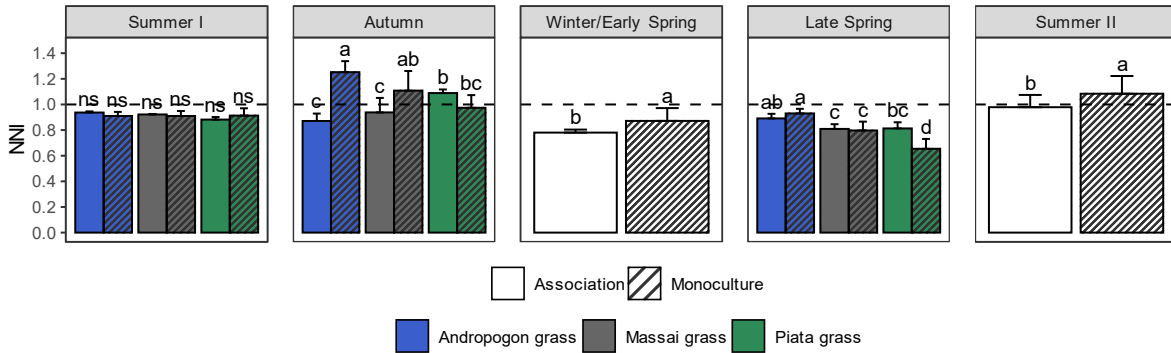 Summer I Autumn Winter/Early Spring Late Spring Summer II
NNI
1.4
1.2
1.0
0.8
0.6
0.4
0.2
0.0
ns ns ns ns ns ns
c a c ab b bc
b a
ab a c c bc d
b a
Association Monoculture
Andropogon grass Massai grass Piata grass